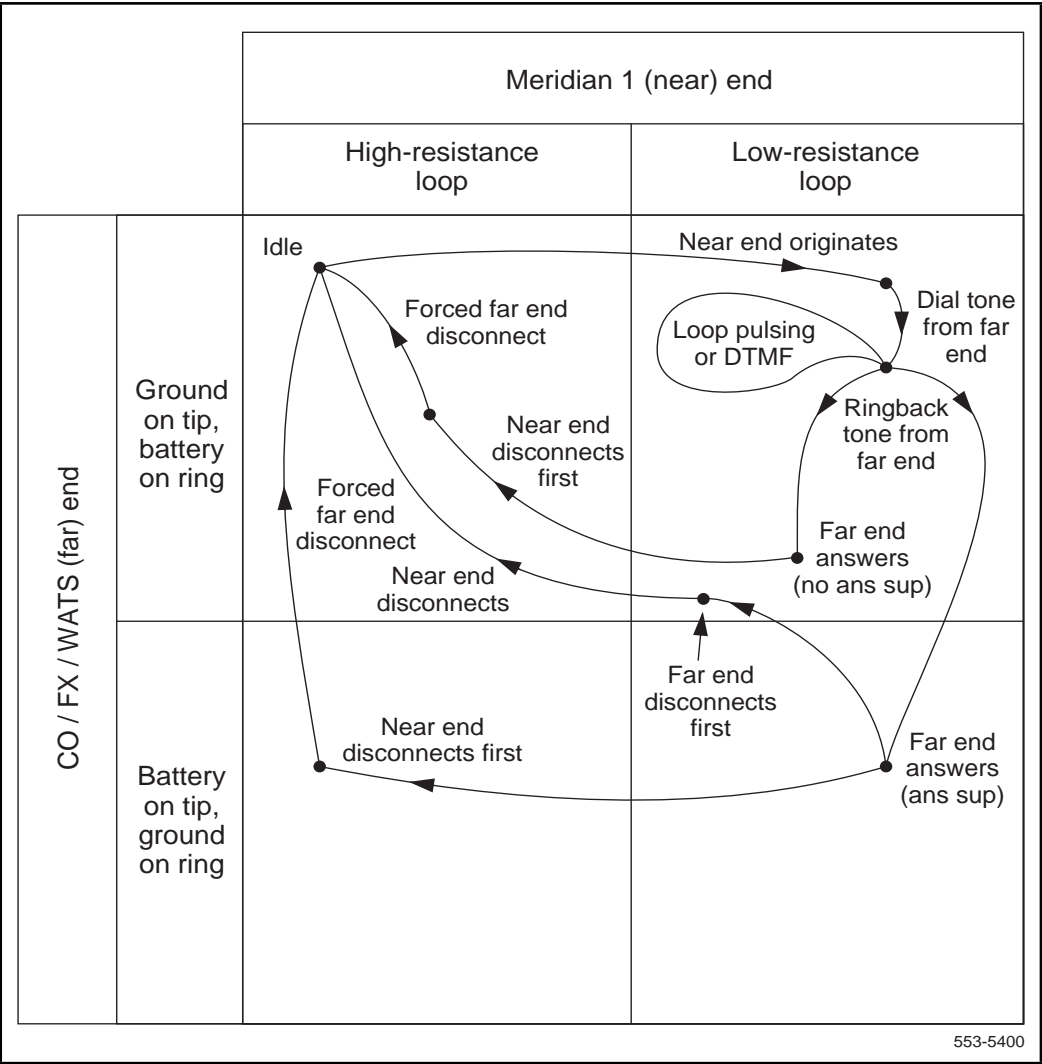 Meridian 1 (near) end
High-resistance
loop
Low-resistance
loop
CO / FX / WATS (far) end
Ground
on tip,
battery
on ring
Idle
Near end originates
Dial tone
from far
end
Forced far end
disconnect
Loop pulsing
or DTMF
Ringback
tone from
far end
Near end
disconnects
first
Forced
far end
disconnect
Far end
answers
(no ans sup)
Near end
disconnects
Far end
disconnects
first
Battery
on tip,
ground
on ring
Near end
disconnects first
Far end
answers
(ans sup)
553-5400